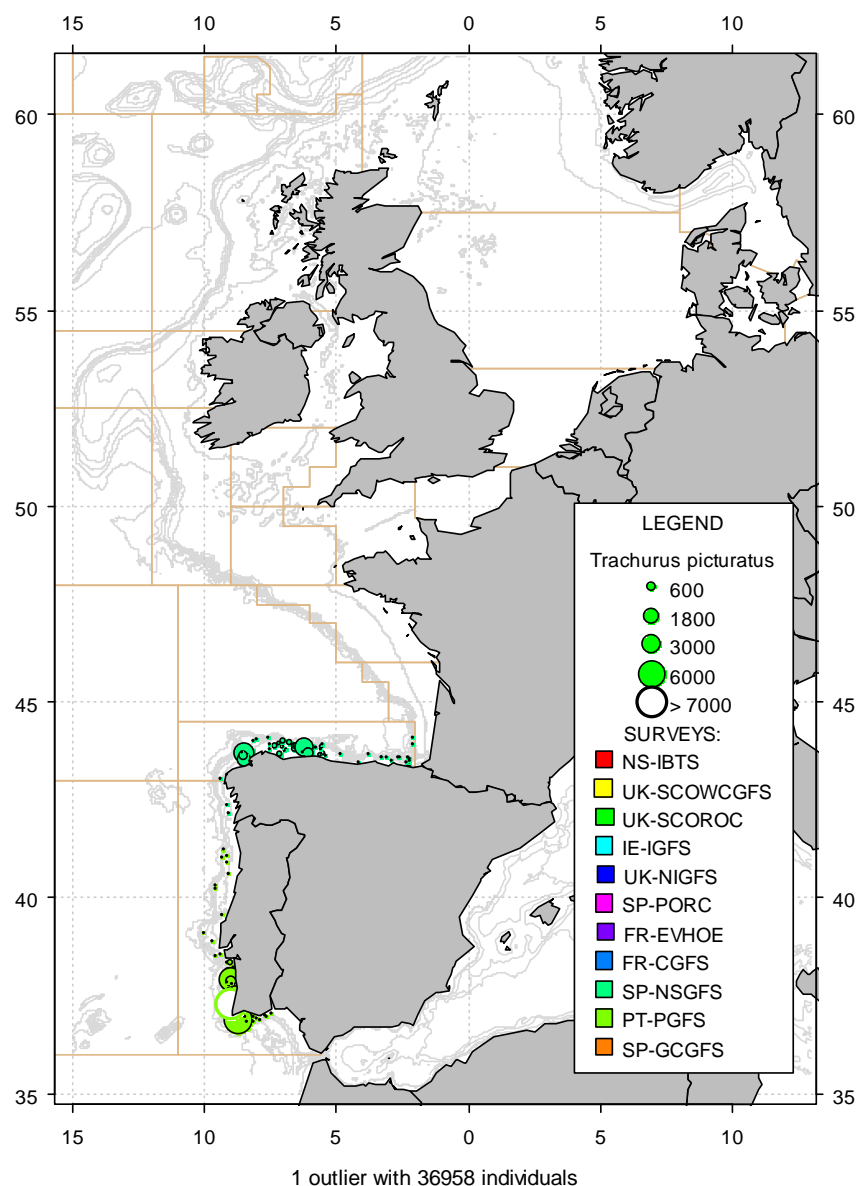 15 10 5 0 5 10
60 60
55 55
50 50
LEGEND
Trachurus picturatus
600
1800
3000
6000
> 7000
45 45
SURVEYS:
NS-IBTS
UK-SCOWCGFS
UK-SCOROC
IE-IGFS
UK-NIGFS
40 40
SP-PORC
FR-EVHOE
FR-CGFS
SP-NSGFS
PT-PGFS
SP-GCGFS
35 35
15 10 5 0 5 10
1 outlier with 36958 individuals